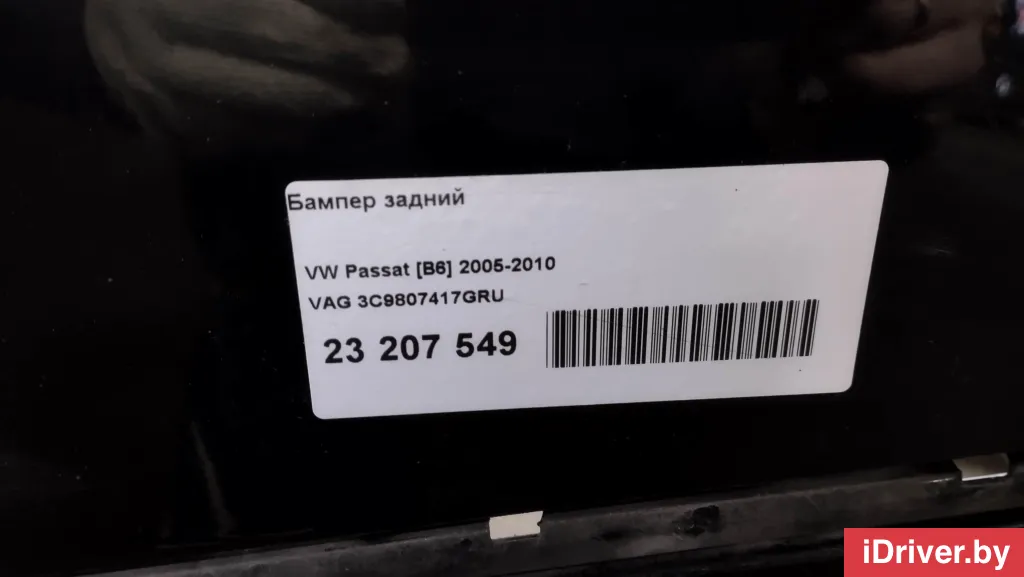 Бампер задний
VW Passat [B6] 2005-2010
VAG 3C9807417GRU
23 207 549
iDriver.by